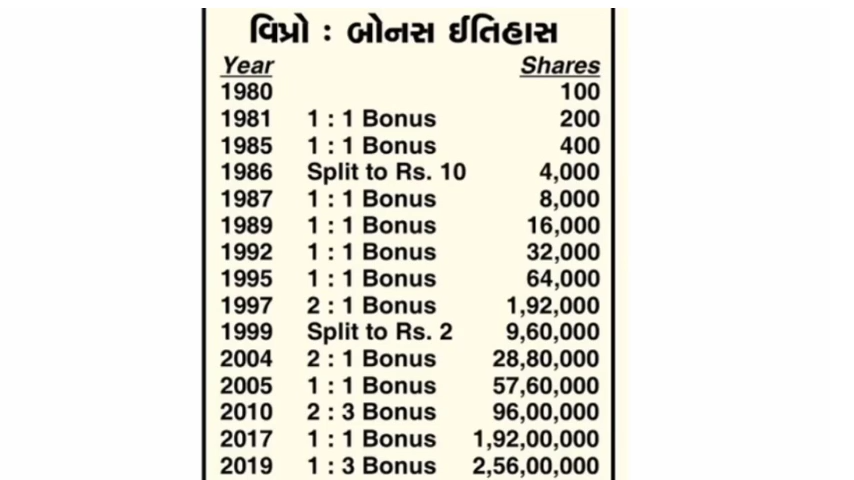 વિપ્રો : બોનસ ઈતિહાસ
Year Shares
1980 100
1981 1 : 1 Bonus 200
1985 1 : 1 Bonus 400
1986 Split to Rs. 10 4,000
1987 1 : 1 Bonus 8,000
1989 1 : 1 Bonus 16,000
1992 1 : 1 Bonus 32,000
1995 1 : 1 Bonus 64,000
1997 2 : 1 Bonus 1,92,000
1999 Split to Rs. 2 9,60,000
2004 2 : 1 Bonus 28,80,000
2005 1 : 1 Bonus 57,60,000
2010 2 : 3 Bonus 96,00,000
2017 1 : 1 Bonus 1,92,00,000
2019 1 : 3 Bonus 2,56,00,000